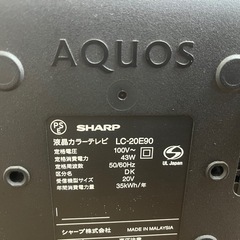 AQUOS
PS E SHARP
液晶カラーテレビ LC-20E90
定格電圧 100V~
定格消費電力 43W
定格周波数 50/60Hz
区分名 DK
受信機型サイズ 20V
年間消費電力量 35kWh/年
UL Japan
シャープ株式会社 MADE IN MALAYSIA